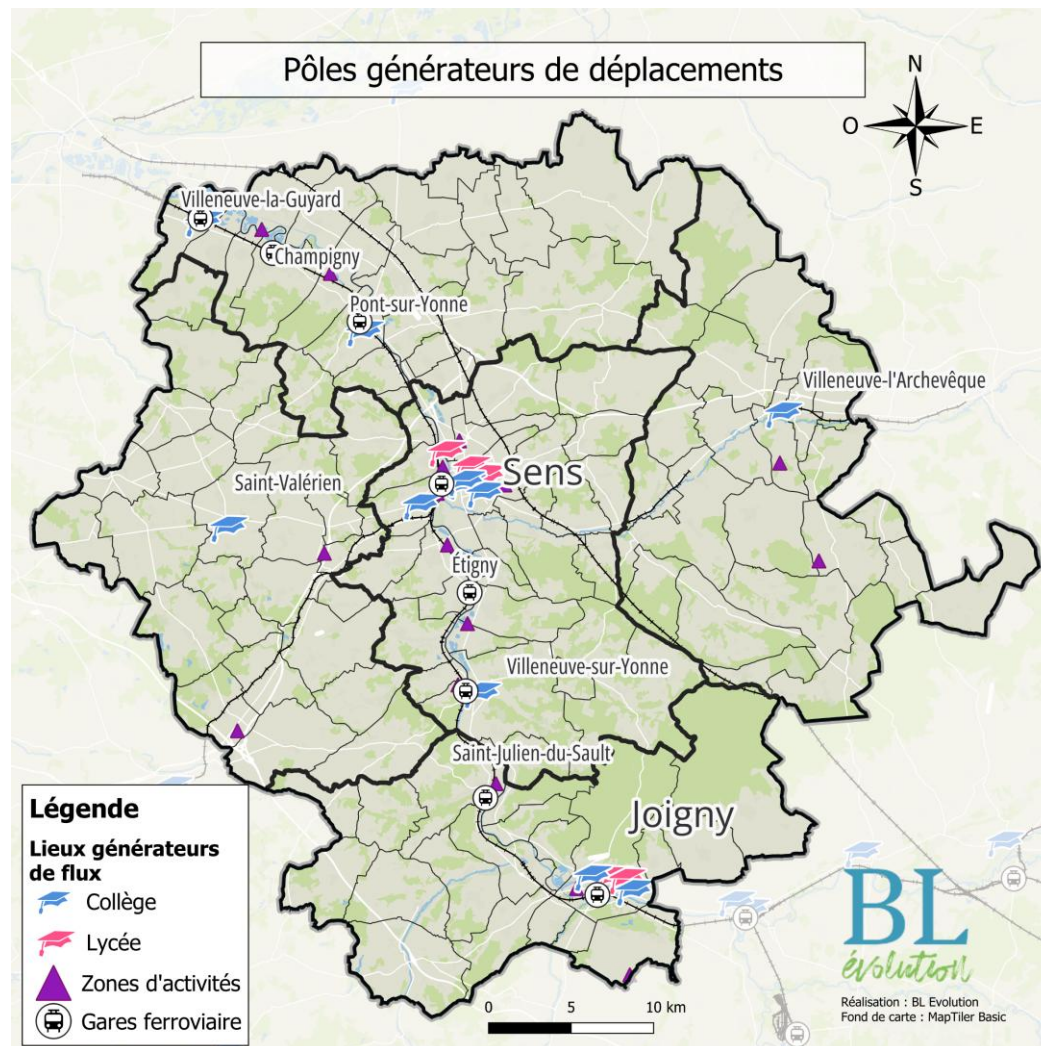 Pôles générateurs de déplacements
N
O
E
S
Villeneuve-la-Guyard
Champigny
Pont-sur-Yonne
Villeneuve-l'Archevêque
Sens
Saint-Valérien
Étigny
Villeneuve-sur-Yonne
Saint-Julien-du-Sault
Joigny
Légende
Lieux générateurs
de flux
Collège
Lycée
Zones d'activités
Gares ferroviaire
0 5 10 km
BL
évolution
Réalisation : BL Evolution
Fond de carte : MapTiler Basic